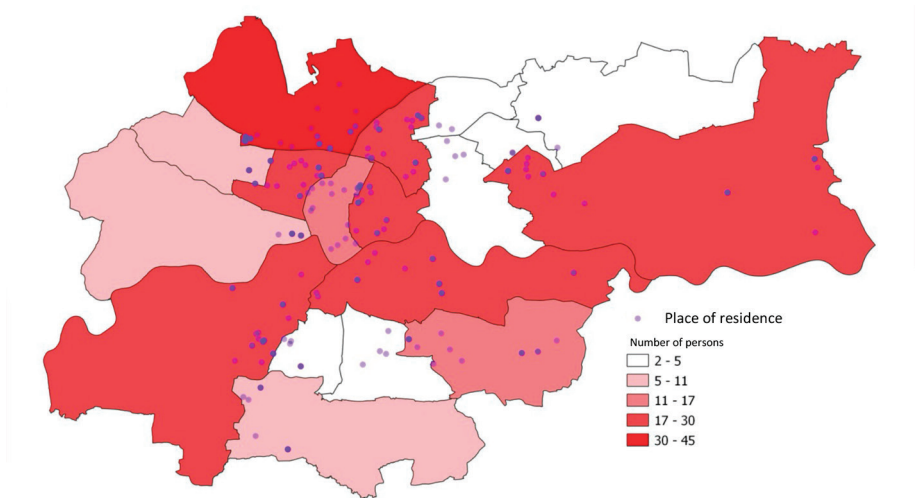 Place of residence
Number of persons
2 - 5
5 - 11
11 - 17
17 - 30
30 - 45